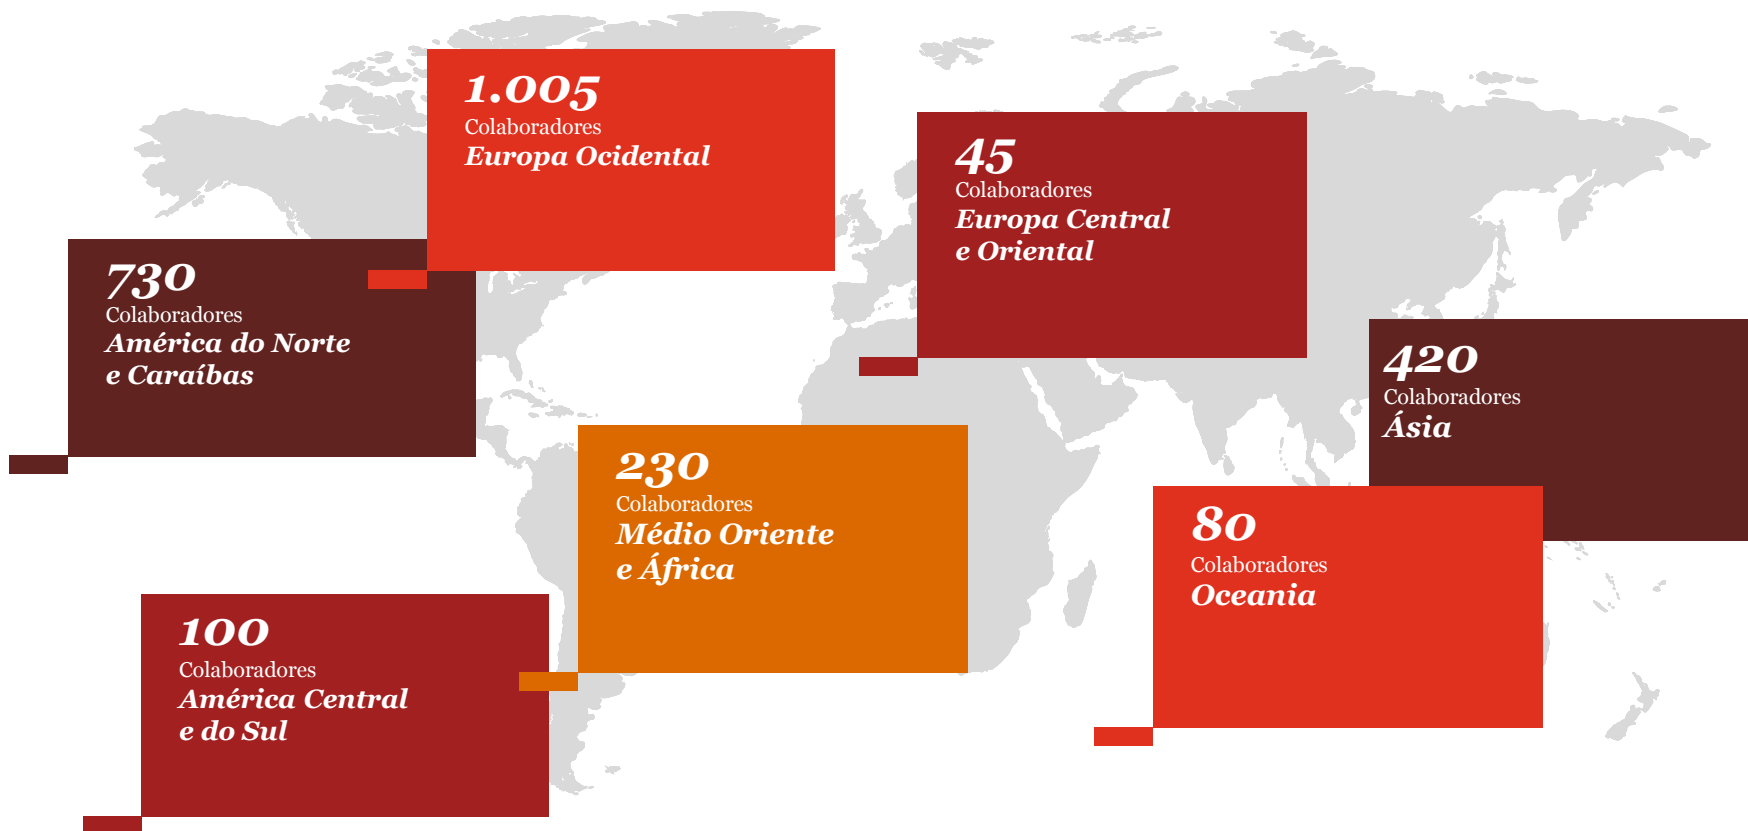 1.005
Colaboradores
Europa Ocidental
45
Colaboradores
Europa Central
e Oriental
730
Colaboradores
América do Norte
e Caraíbas
420
Colaboradores
Ásia
230
Colaboradores
Médio Oriente
e África
80
Colaboradores
Oceania
100
Colaboradores
América Central
e do Sul